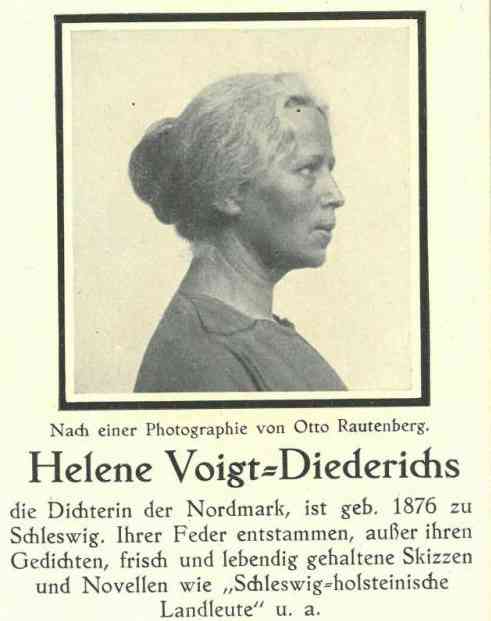 Nach einer Photographie von Otto Rautenberg.
Helene Voigt=Diederichs
die Dichterin der Nordmark, ist geb. 1876 zu
Schleswig. Ihrer Feder entstammen, außer ihren
Gedichten, frisch und lebendig gehaltene Skizzen
und Novellen wie „Schleswig=holsteinische
Landleute“ u. a.